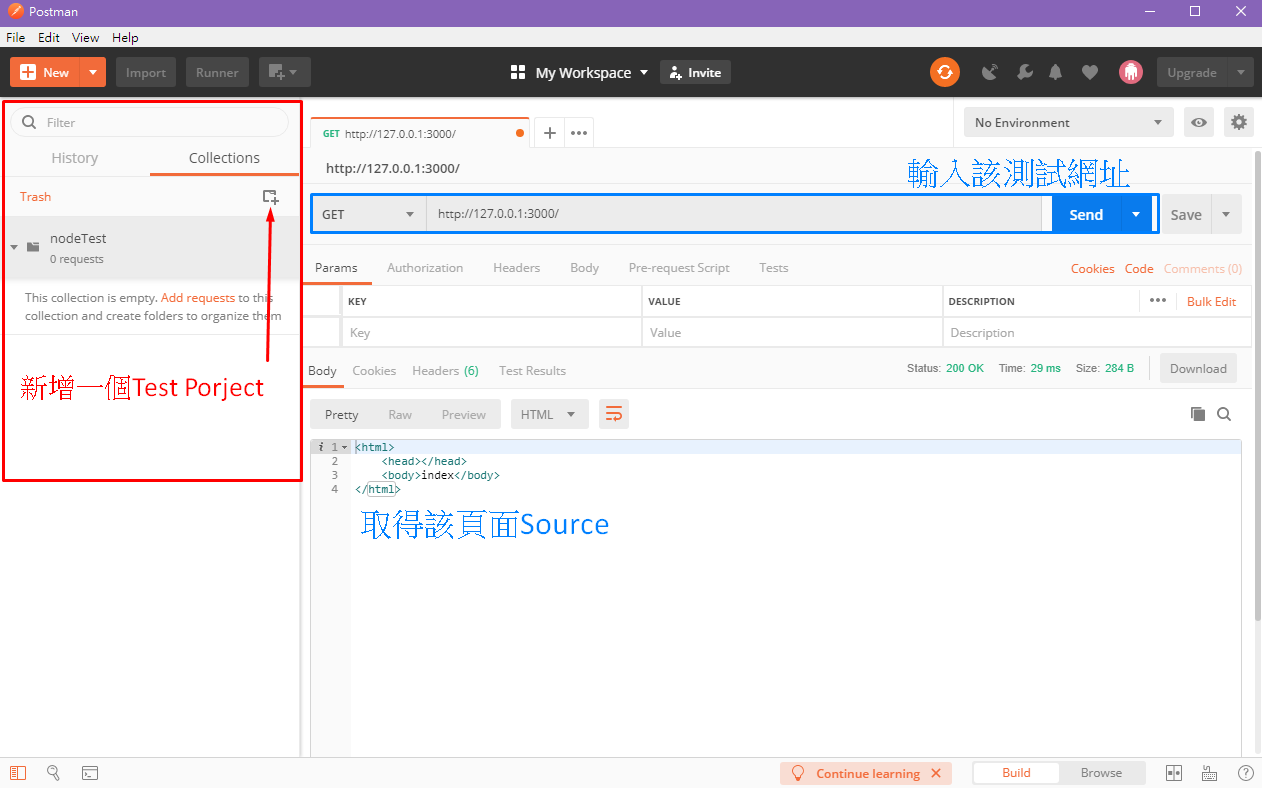 Postman
File Edit View Help
New Import Runner My Workspace Invite Upgrade
Filter
History Collections
Trash
nodeTest
0 requests
This collection is empty. Add requests to this
collection and create folders to organize them
新增一個Test Porject
GET http://127.0.0.1:3000/ + •••
No Environment
http://127.0.0.1:3000/
輸入該測試網址
GET http://127.0.0.1:3000/ Send Save
Params Authorization Headers Body Pre-request Script Tests Cookies Code Comments (0)
KEY VALUE DESCRIPTION ••• Bulk Edit
Key Value Description
Body Cookies Headers (6) Test Results Status: 200 OK Time: 29 ms Size: 284 B Download
Pretty Raw Preview HTML
i 1 <html>
2 <head></head>
3 <body>index</body>
4 </html>
取得該頁面Source
Continue learning Build Browse